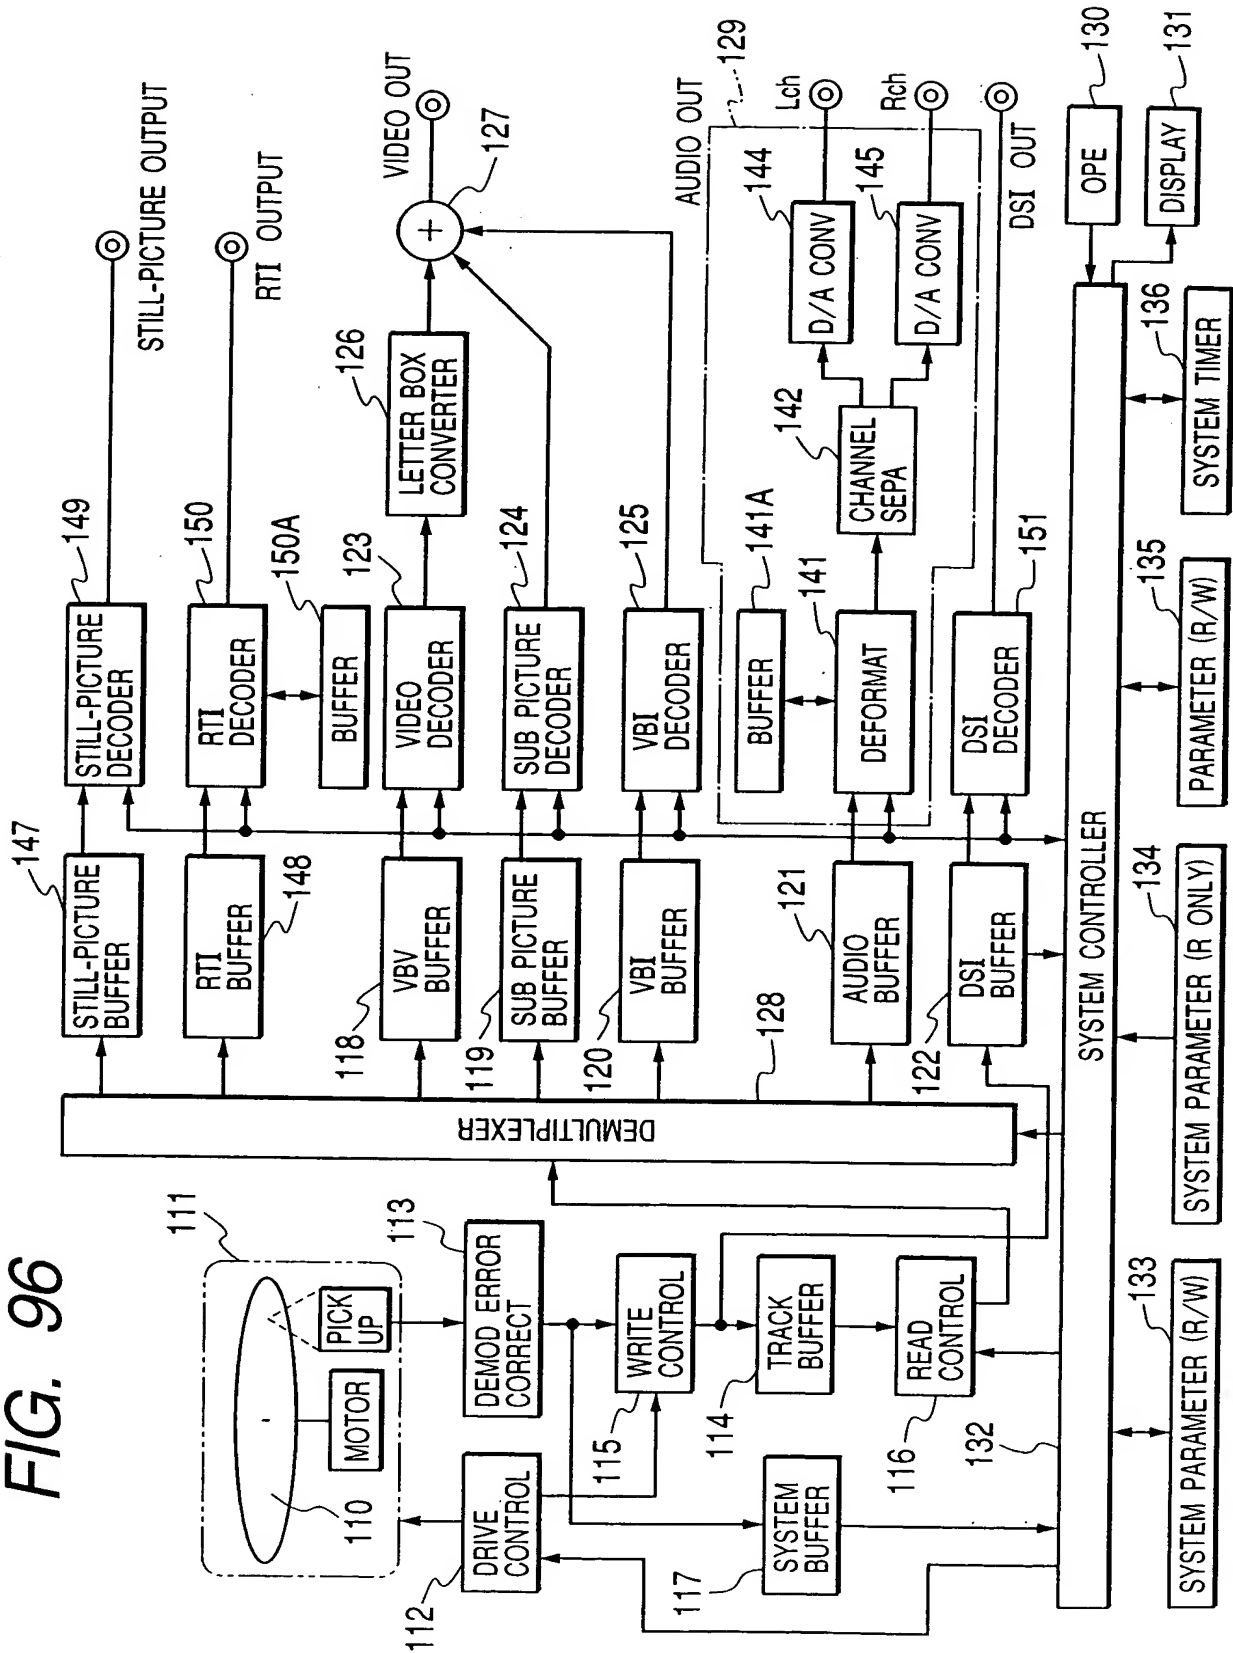 FIG. 96
111
110
MOTOR
PICK
UP
112
DRIVE
CONTROL
113
DEMOD ERROR
CORRECT
115
WRITE
CONTROL
114
TRACK
BUFFER
116
READ
CONTROL
117
SYSTEM
BUFFER
DEMULTIPLEXER
128
147
STILL-PICTURE
BUFFER
148
RTI
BUFFER
118
VBV
BUFFER
119
SUB PICTURE
BUFFER
120
VBI
BUFFER
121
AUDIO
BUFFER
122
DSI
BUFFER
149
STILL-PICTURE
DECODER
150
RTI
DECODER
150A
BUFFER
123
VIDEO
DECODER
124
SUB PICTURE
DECODER
125
VBI
DECODER
141A
BUFFER
141
DEFORMAT
151
DSI
DECODER
126
LETTER BOX
CONVERTER
127
+
142
CHANNEL
SEPA
144
D/A CONV
145
D/A CONV
129
STILL-PICTURE OUTPUT
RTI OUTPUT
VIDEO OUT
AUDIO OUT
Lch
Rch
DSI OUT
132
SYSTEM CONTROLLER
130
OPE
131
DISPLAY
133
SYSTEM PARAMETER (R/W)
134
SYSTEM PARAMETER (R ONLY)
135
PARAMETER (R/W)
136
SYSTEM TIMER